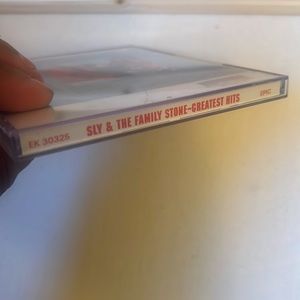 EK 30325 SLY & THE FAMILY STONE-GREATEST HITS EPIC